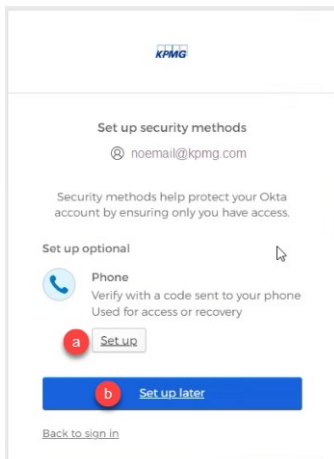 KPMG
Set up security methods
noemail@kpmg.com
Security methods help protect your Okta
account by ensuring only you have access.
Set up optional
Phone
Verify with a code sent to your phone
Used for access or recovery
a Set up
b Set up later
Back to sign in